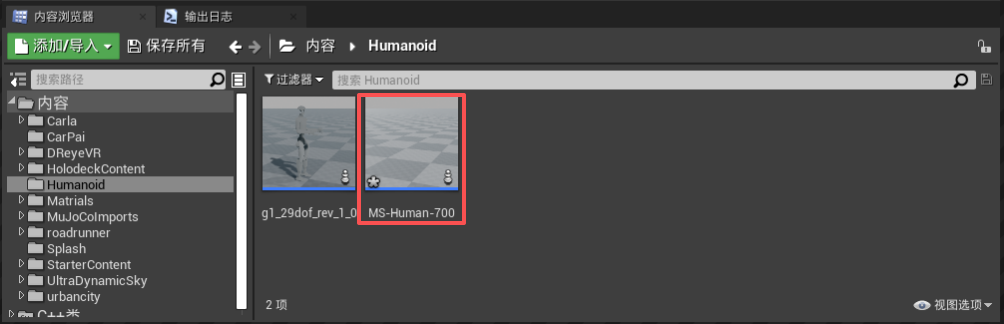 内容浏览器
输出日志
添加/导入
保存所有
内容
Humanoid
搜索路径
过滤器
搜索 Humanoid
内容
Carla
CarPai
DReyeVR
HolodeckContent
Humanoid
Matrials
MuJoCoImports
roadrunner
Splash
StarterContent
UltraDynamicSky
urbancity
C++类
g1_29dof_rev_1_0
MS-Human-700
2 项
视图选项